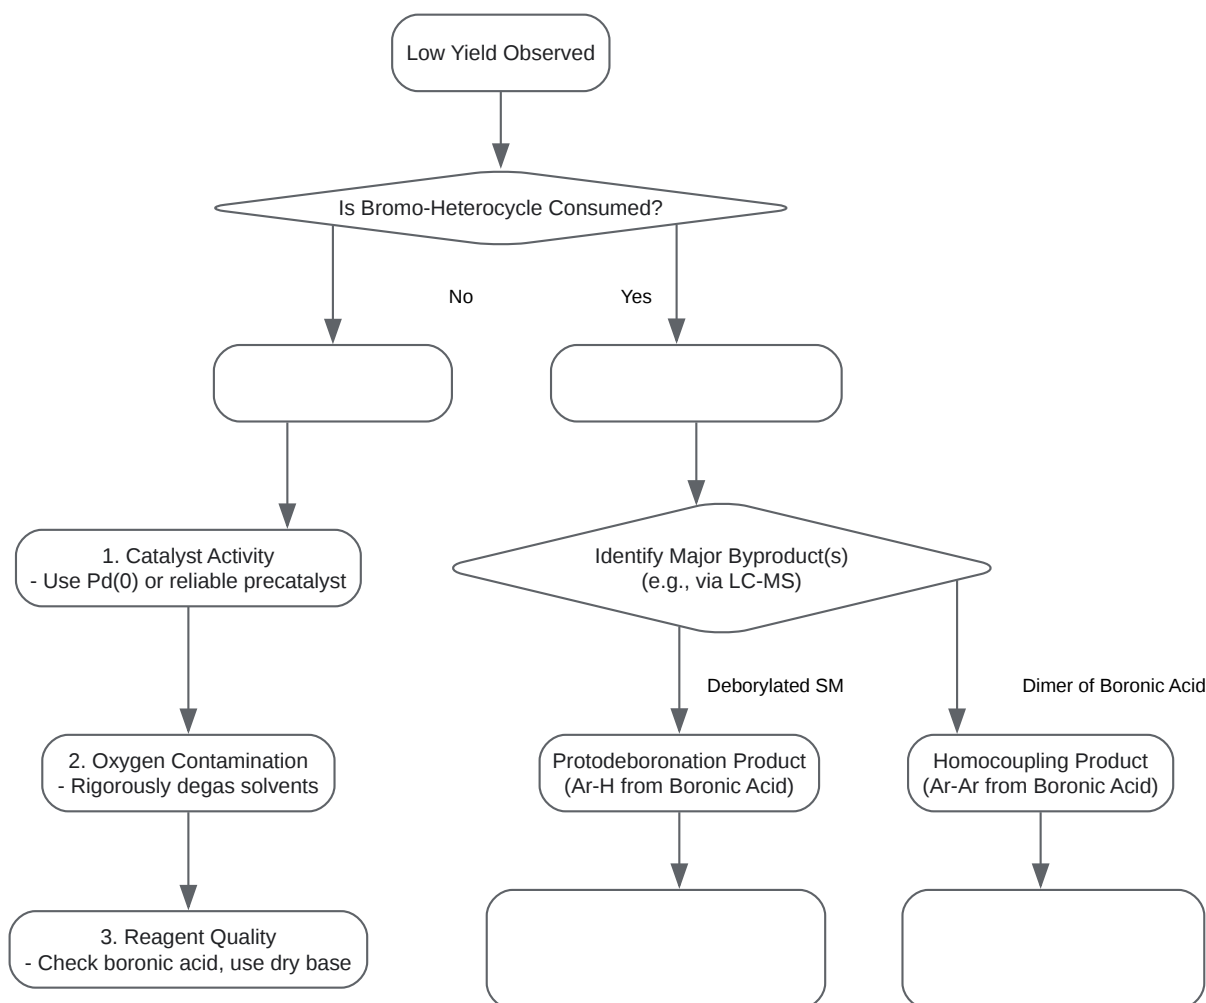 Low Yield Observed
Is Bromo-Heterocycle Consumed?
No
Yes
1. Catalyst Activity
- Use Pd(0) or reliable precatalyst
Identify Major Byproduct(s)
(e.g., via LC-MS)
Deborylated SM
Dimer of Boronic Acid
2. Oxygen Contamination
- Rigorously degas solvents
Protodeboronation Product
(Ar-H from Boronic Acid)
Homocoupling Product
(Ar-Ar from Boronic Acid)
3. Reagent Quality
- Check boronic acid, use dry base